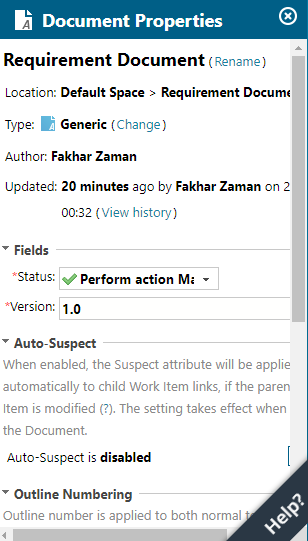 Document Properties
Requirement Document (Rename)
Location: Default Space > Requirement Docume
Type: Generic (Change)
Author: Fakhar Zaman
Updated: 20 minutes ago by Fakhar Zaman on 2
00:32 (View history)
Fields
*Status: Perform action Ma
*Version: 1.0
Auto-Suspect
When enabled, the Suspect attribute will be applie
automatically to child Work Item links, if the paren
Item is modified (?). The setting takes effect when
the Document.
Auto-Suspect is disabled
Outline Numbering
Outline number is applied to both normal t
Help?